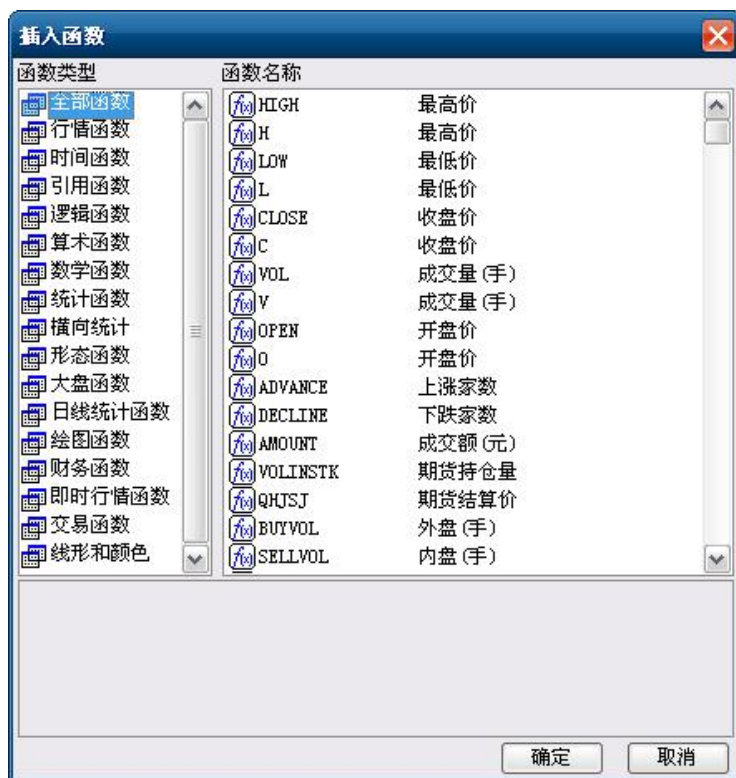 插入函数
函数类型
函数名称
全部函数
行情函数
时间函数
引用函数
逻辑函数
算术函数
数学函数
统计函数
横向统计
形态函数
大盘函数
日线统计函数
绘图函数
财务函数
即时行情函数
交易函数
线形和颜色
HIGH 最高价
H 最高价
LOW 最低价
L 最低价
CLOSE 收盘价
C 收盘价
VOL 成交量(手)
V 成交量(手)
OPEN 开盘价
O 开盘价
ADVANCE 上涨家数
DECLINE 下跌家数
AMOUNT 成交额(元)
VOLINSTK 期货持仓量
QHJSJ 期货结算价
BUYVOL 外盘(手)
SELLVOL 内盘(手)
确定
取消